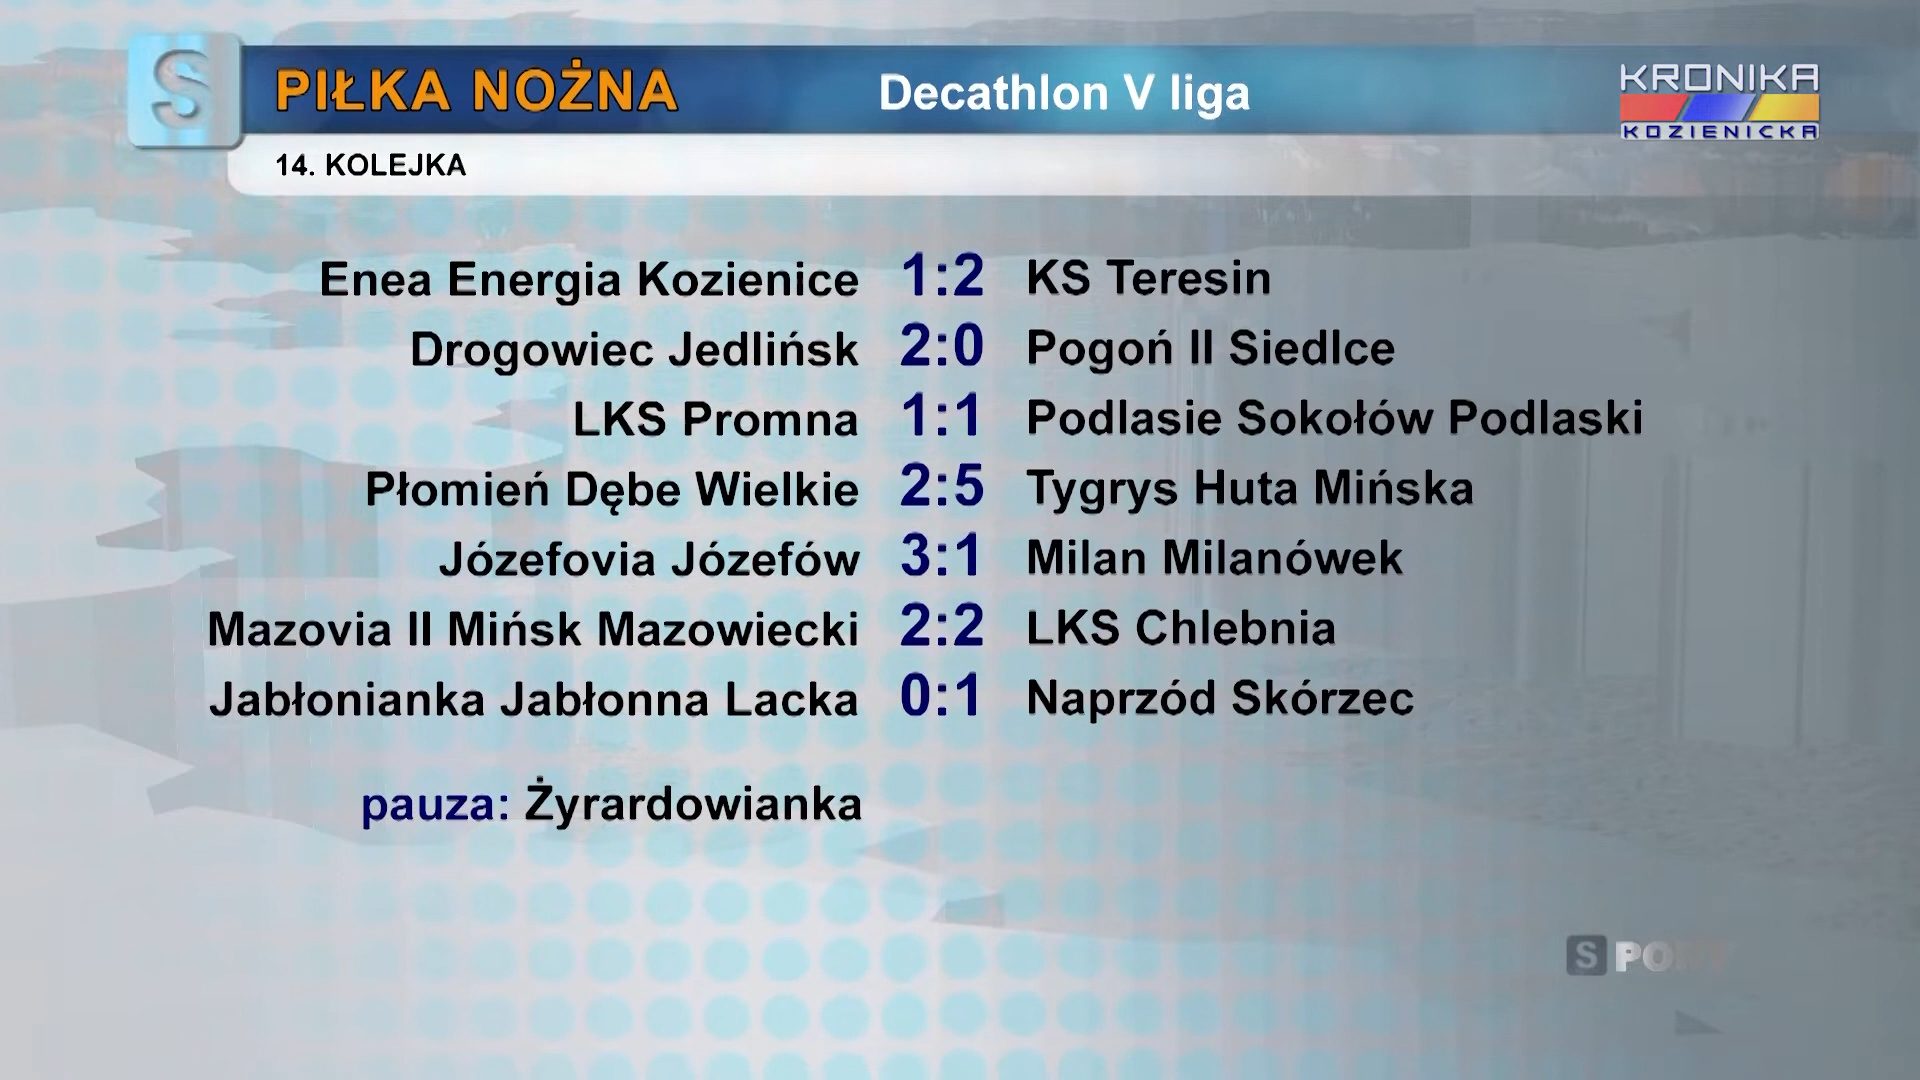 S PIŁKA NOŻNA Decathlon V liga KRONIKA
KOZIENICKA
14. KOLEJKA
Enea Energia Kozienice 1:2 KS Teresin
Drogowiec Jedlińsk 2:0 Pogoń II Siedlce
LKS Promna 1:1 Podlasie Sokołów Podlaski
Płomień Dębe Wielkie 2:5 Tygrys Huta Mińska
Józefovia Józefów 3:1 Milan Milanówek
Mazovia II Mińsk Mazowiecki 2:2 LKS Chlebnia
Jabłonianka Jabłonna Lacka 0:1 Naprzód Skórzec
pauza: Żyrardowianka
SPORT